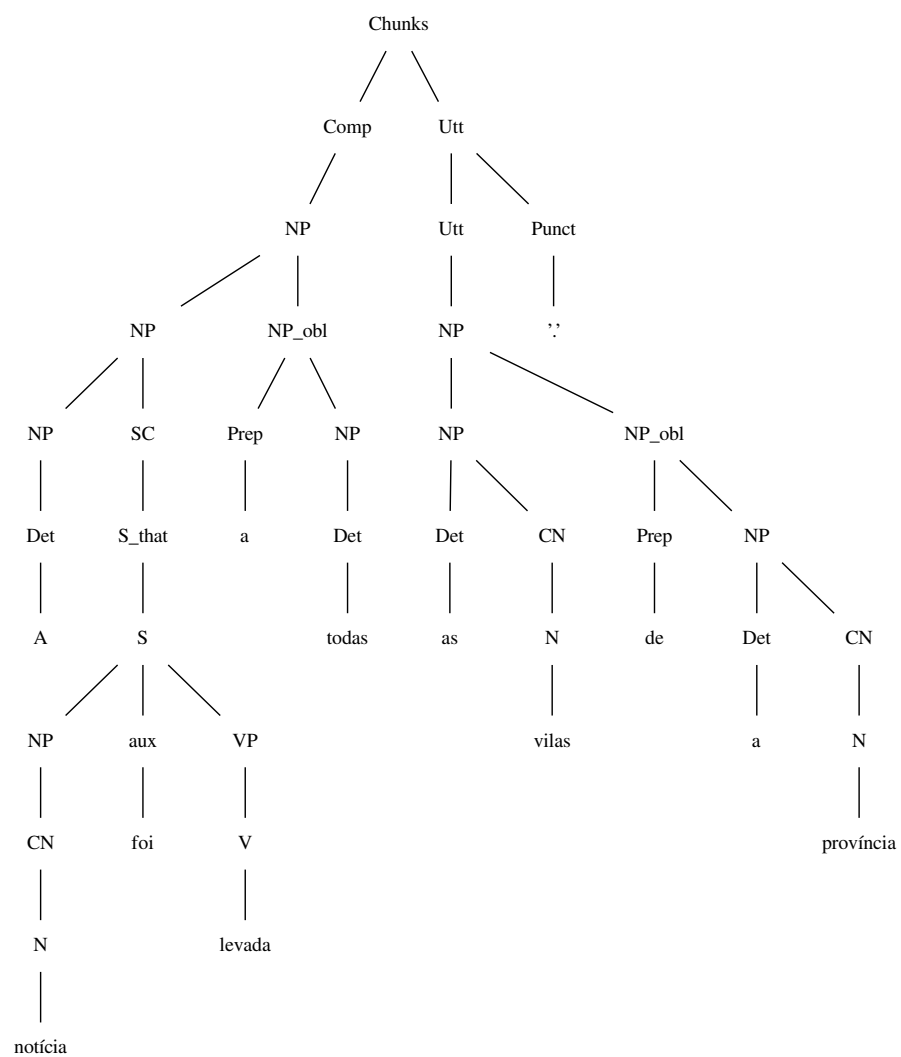 Chunks
Comp Utt
NP Utt Punct
NP NP_obl NP '.'
NP SC Prep NP NP NP_obl
Det S_that a Det Det CN Prep NP
A S todas as N de Det CN
NP aux VP vilas a N
CN foi V província
N levada
notícia